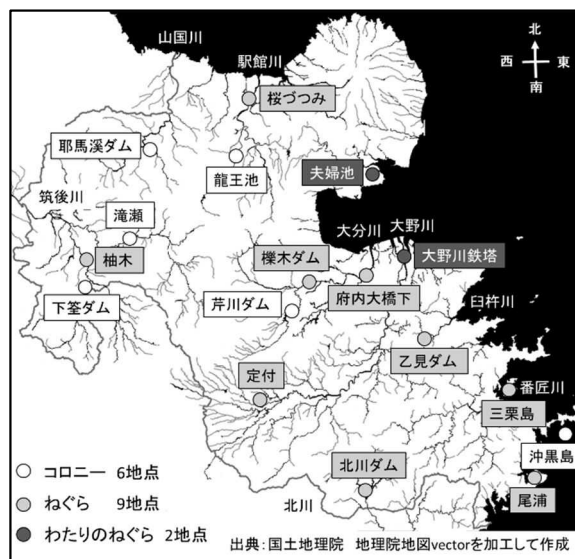 山国川
駅館川
北
西
東
南
桜づつみ
耶馬溪ダム
龍王池
夫婦池
筑後川
滝瀬
大分川
大野川
柚木
櫟木ダム
大野川鉄塔
下筌ダム
芹川ダム
府内大橋下
臼杵川
乙見ダム
定付
番匠川
三栗島
沖黒島
北川ダム
尾浦
北川
コロニー 6地点
ねぐら 9地点
わたりのねぐら 2地点
出典:国土地理院 地理院地図vectorを加工して作成